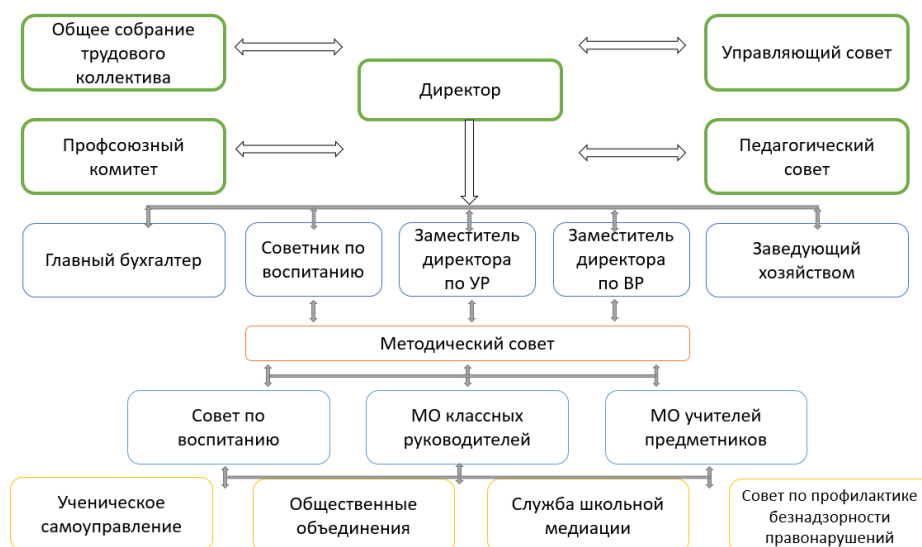 Общее собрание
трудового
коллектива
Управляющий совет
Директор
Профсоюзный
комитет
Педагогический
совет
Главный бухгалтер
Советник по
воспитанию
Заместитель
директора
по УР
Заместитель
директора
по ВР
Заведующий
хозяйством
Методический совет
Совет по
воспитанию
МО классных
руководителей
МО учителей
предметников
Ученическое
самоуправление
Общественные
объединения
Служба школьной
медиации
Совет по профилактике
безнадзорности
правонарушений